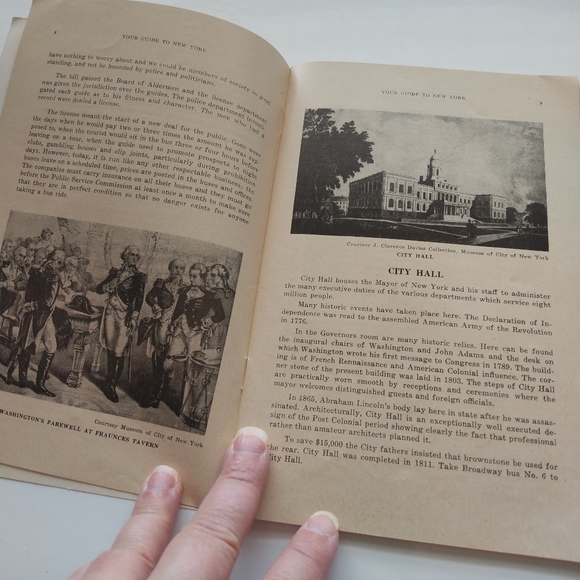 4
YOUR GUIDE TO NEW YORK
have nothing to worry about and we could be members of society in good
standing, and not be hounded by police and politicians.
The bill passed the Board of Aldermen and the license department
was given the jurisdiction over the guides. The police department investi-
gated each guide as to his fitness and character. The men who had a
record were denied a license.
The license meant the start of a new deal for the public. Gone were
the days when he would pay two or three times the amount he was sup-
posed to, when the tourist would sit in the bus three or four hours before
leaving on a tour, when the guide used to promote prospects to night
clubs, gambling houses and slip joints, particularly during prohibition
days. However, today, it is run like any other respectable business, the
buses leave on a scheduled time, prices are posted in the buses and offices.
The companies must carry insurance on all their buses and they must go
before the Public Service Commission at least once a month to make sure
that they are in perfect condition so that no danger exists for anyone
taking a bus ride.
Courtesy Museum of City of New York
WASHINGTON'S FAREWELL AT FRAUNCES TAVERN
YOUR GUIDE TO NEW YORK
Courtesy J. Clarence Davies Collection, Museum of City of New York
CITY HALL
CITY HALL
City Hall houses the Mayor of New York and his staff to administer
the many executive duties of the various departments which service eight
million people.
Many historic events have taken place here. The Declaration of In-
dependence was read to the assembled American Army of the Revolution
in 1776.
In the Governors room are many historic relics. Here can be found
the inaugural chairs of Washington and John Adams and the desk on
which Washington wrote his first message to Congress in 1789. The build-
ing is of French Rennaissance and American Colonial influence. The cor-
ner stone of the present building was laid in 1803. The steps of City Hall
are practically worn smooth by receptions and ceremonies where the
mayor welcomes distinguished guests and foreign officials.
In 1865, Abraham Lincoln's body lay here in state after he was assas-
sinated. Architecturally, City Hall is an exceptionally well executed de-
sign of the Post Colonial period showing clearly the fact that professional
rather than amateur architects planned it.
To save $15,000 the City fathers insisted that brownstone be used for
the rear. City Hall was completed in 1811. Take Broadway bus No. 6 to
City Hall.